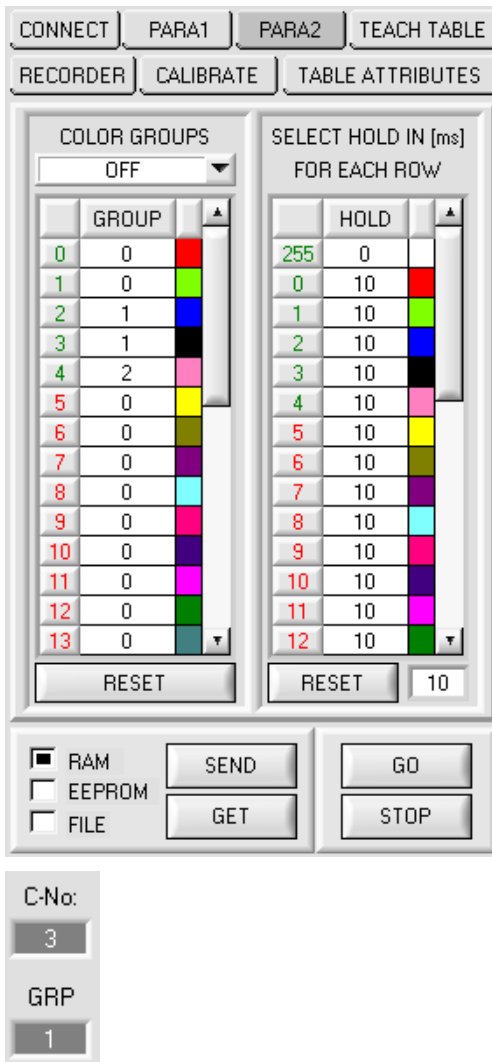 CONNECT PARA1 PARA2 TEACH TABLE
RECORDER CALIBRATE TABLE ATTRIBUTES
COLOR GROUPS
OFF
GROUP
0 0
1 0
2 1
3 1
4 2
5 0
6 0
7 0
8 0
9 0
10 0
11 0
12 0
13 0
RESET
SELECT HOLD IN [ms]
FOR EACH ROW
HOLD
255 0
0 10
1 10
2 10
3 10
4 10
5 10
6 10
7 10
8 10
9 10
10 10
11 10
12 10
RESET 10
RAM
EEPROM
FILE
SEND
GET
GO
STOP
C-No:
3
GRP
1